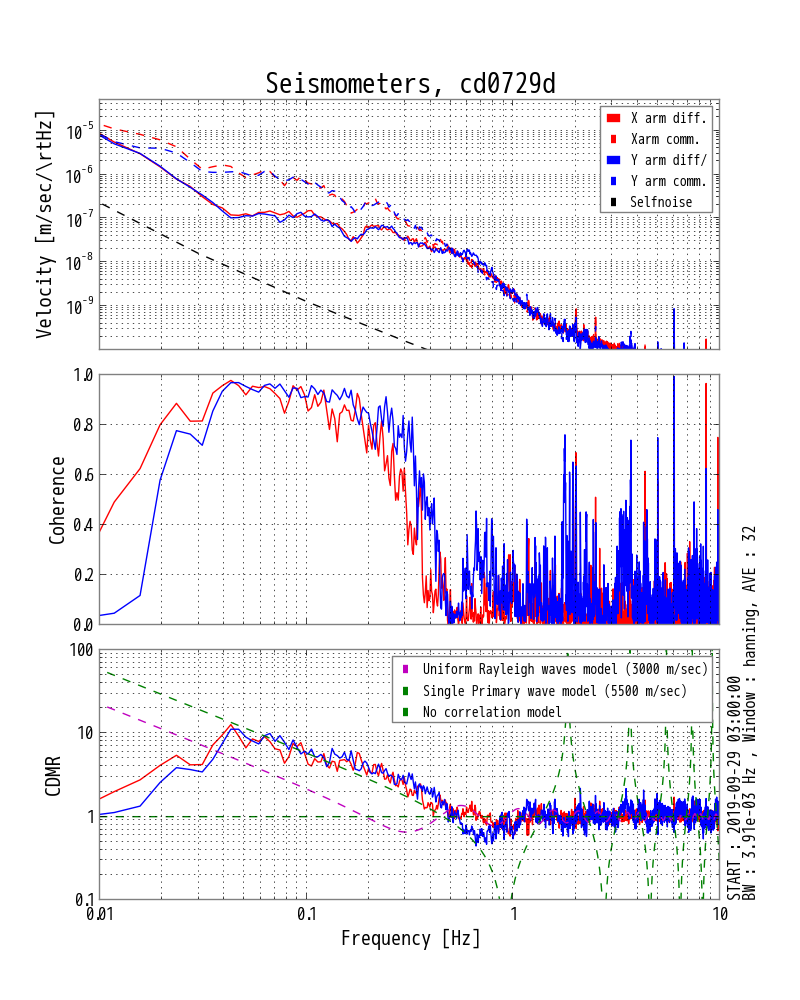 Seismometers, cd0729d
Velocity [m/sec/\rtHz]
10^-5
10^-6
10^-7
10^-8
10^-9
X arm diff.
Xarm comm.
Y arm diff/
Y arm comm.
Selfnoise
Coherence
1.0
0.8
0.6
0.4
0.2
0.0
CDMR
100
10
1
0.1
Uniform Rayleigh waves model (3000 m/sec)
Single Primary wave model (5500 m/sec)
No correlation model
0.01 0.1 1 10
Frequency [Hz]
START : 2019-09-29 03:00:00
BW : 3.91e-03 Hz , Window : hanning, AVE : 32